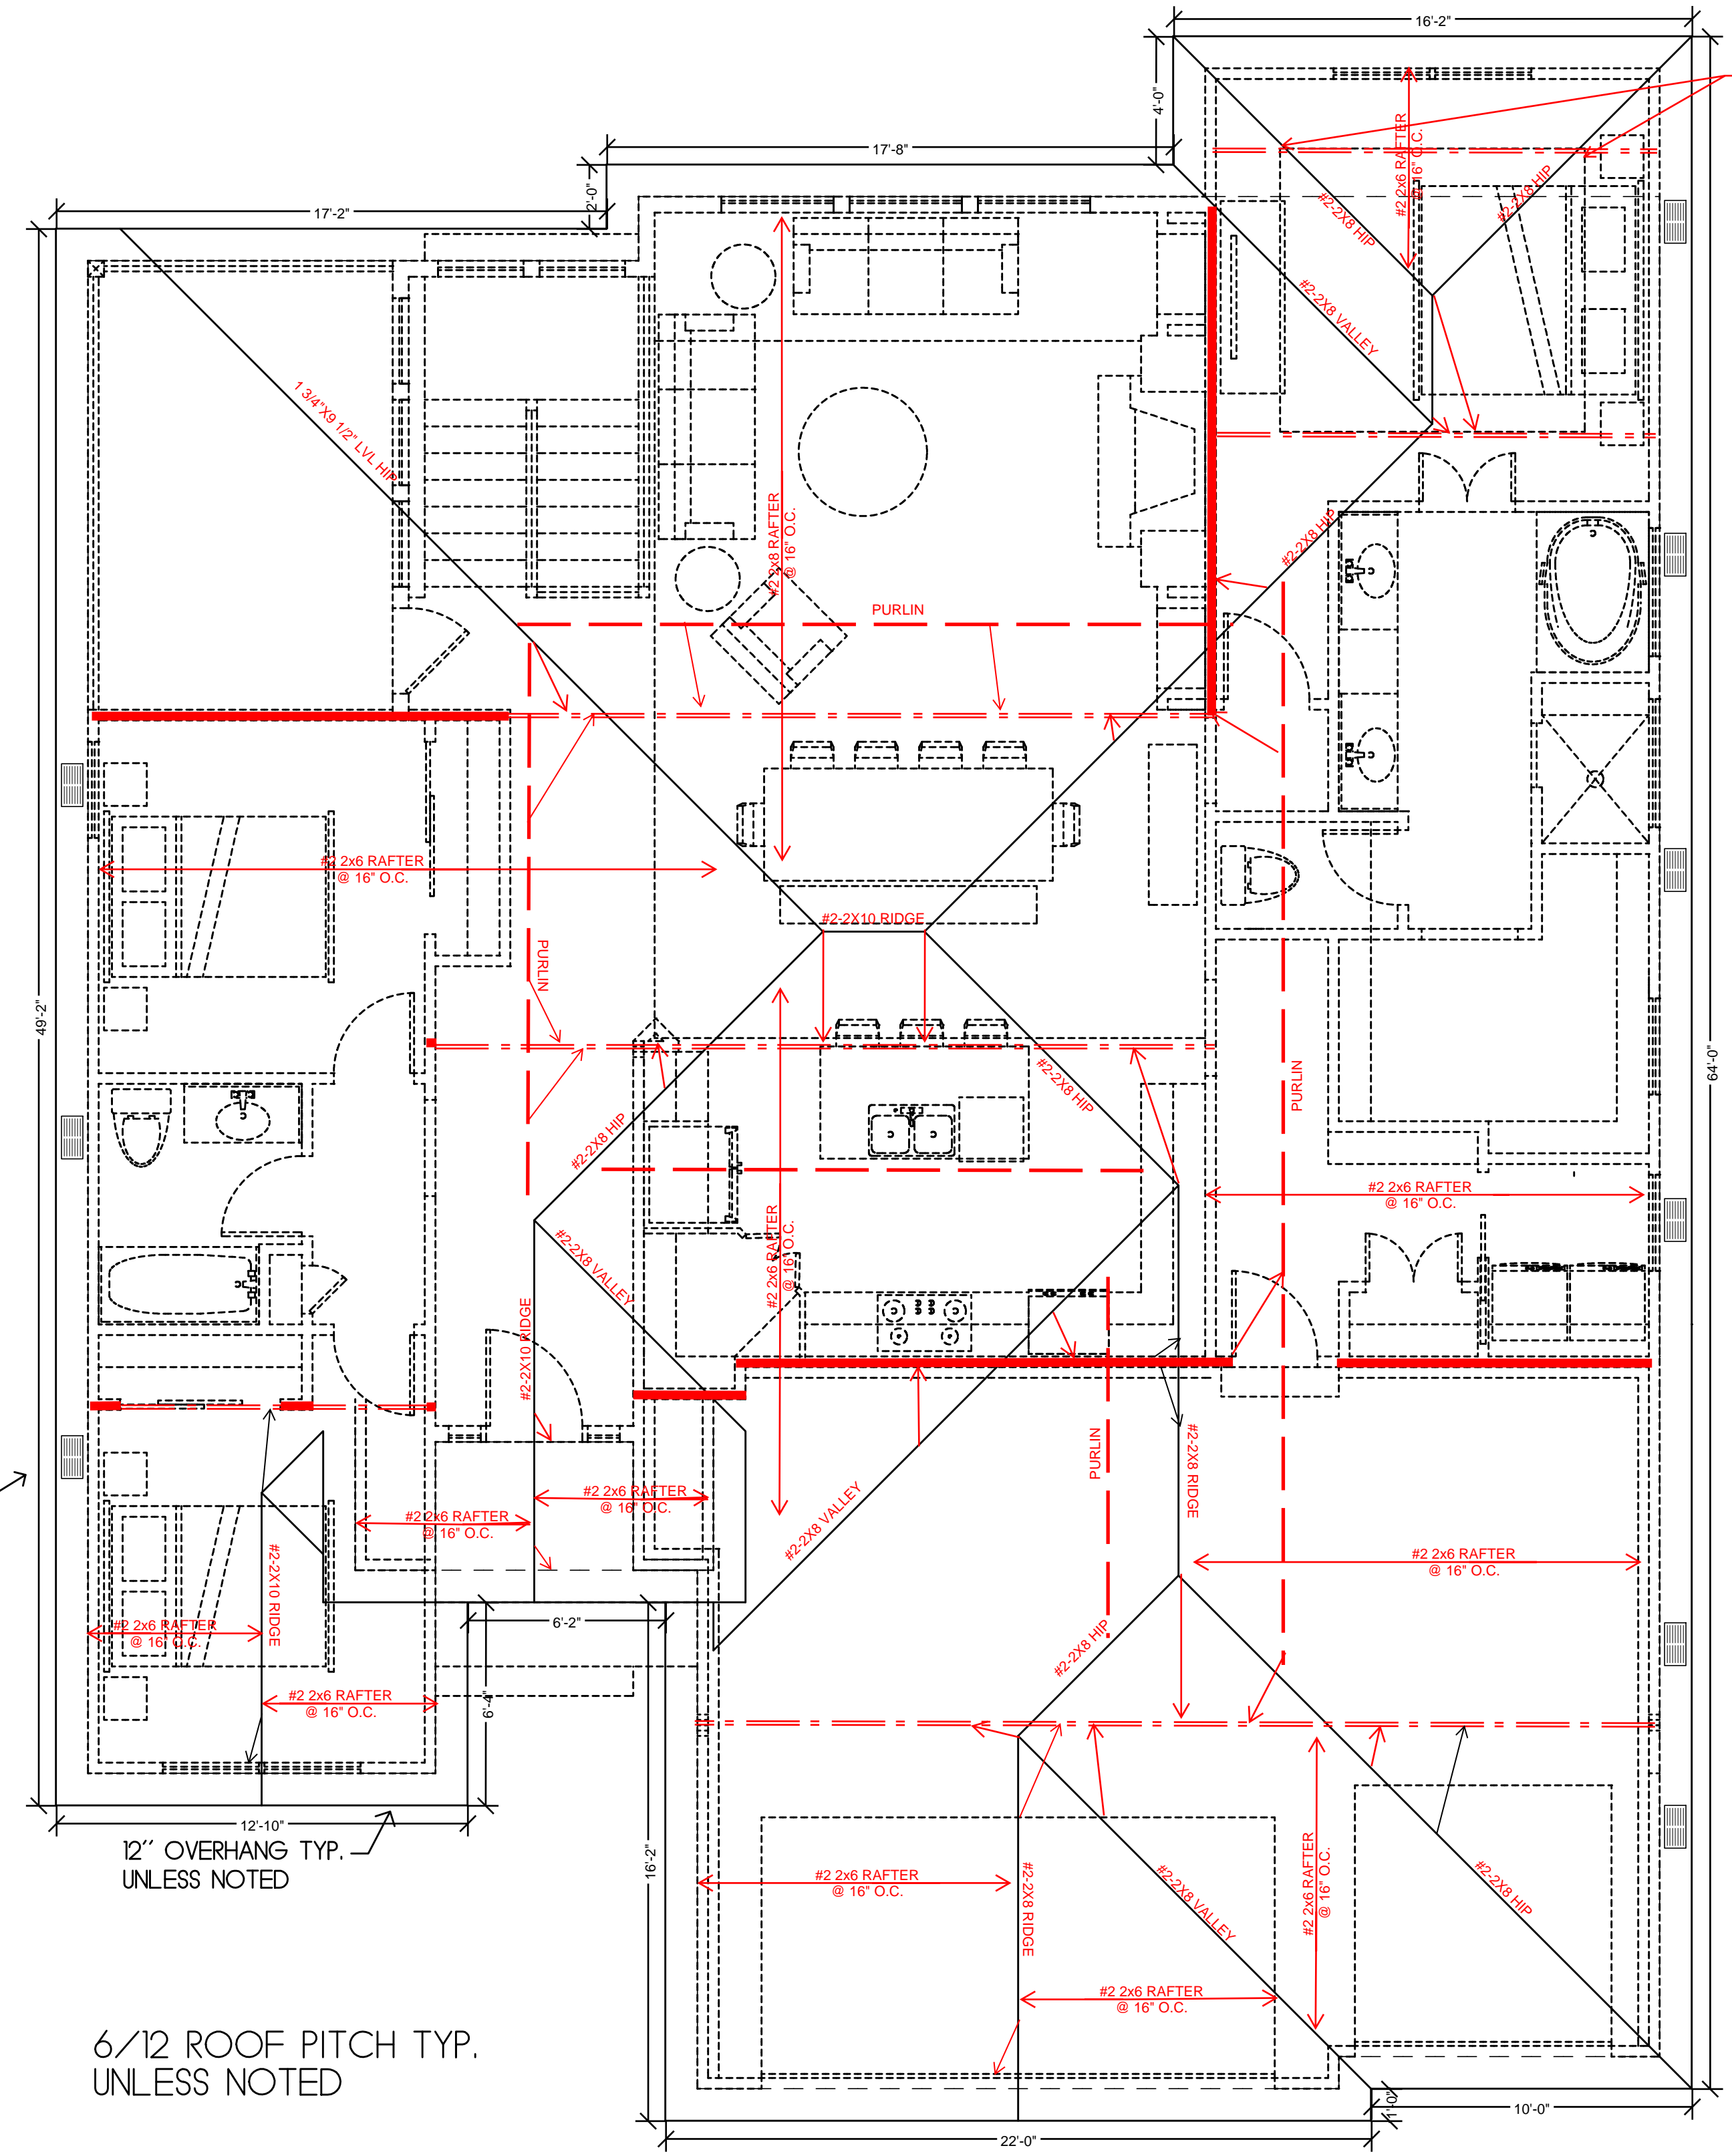 16'-2"
4'-0"
17'-8"
2'-0"
17'-2"
#2 2x6 RAFTER
@ 16" O.C.
#2-2X8 HIP
#2-2X8 HIP
#2-2X8 VALLEY
1 3/4"X9 1/2" LVL HIP
#2 2x8 RAFTER
@ 16" O.C.
#2-2X8 HIP
PURLIN
#2 2x6 RAFTER
@ 16" O.C.
#2-2X10 RIDGE
PURLIN
49'-2"
64'-0"
#2-2X8 HIP
PURLIN
#2-2X8 HIP
#2 2x6 RAFTER
@ 16" O.C.
#2-2X8 VALLEY
#2 2x6 RAFTER
@ 16" O.C.
#2-2X10 RIDGE
PURLIN
#2-2X8 RIDGE
#2 2x6 RAFTER
@ 16" O.C.
#2 2x6 RAFTER
@ 16" O.C.
#2-2X8 VALLEY
#2 2x6 RAFTER
@ 16" O.C.
#2-2X10 RIDGE
#2 2x6 RAFTER
@ 16" O.C.
6'-2"
#2-2X8 HIP
#2 2x6 RAFTER
@ 16" O.C.
6'-4"
12'-10"
12" OVERHANG TYP.
UNLESS NOTED
16'-2"
#2 2x6 RAFTER
@ 16" O.C.
#2-2X8 RIDGE
#2-2X8 VALLEY
#2 2x6 RAFTER
@ 16" O.C.
#2-2X8 HIP
#2 2x6 RAFTER
@ 16" O.C.
6/12 ROOF PITCH TYP.
UNLESS NOTED
1'-0"
10'-0"
22'-0"